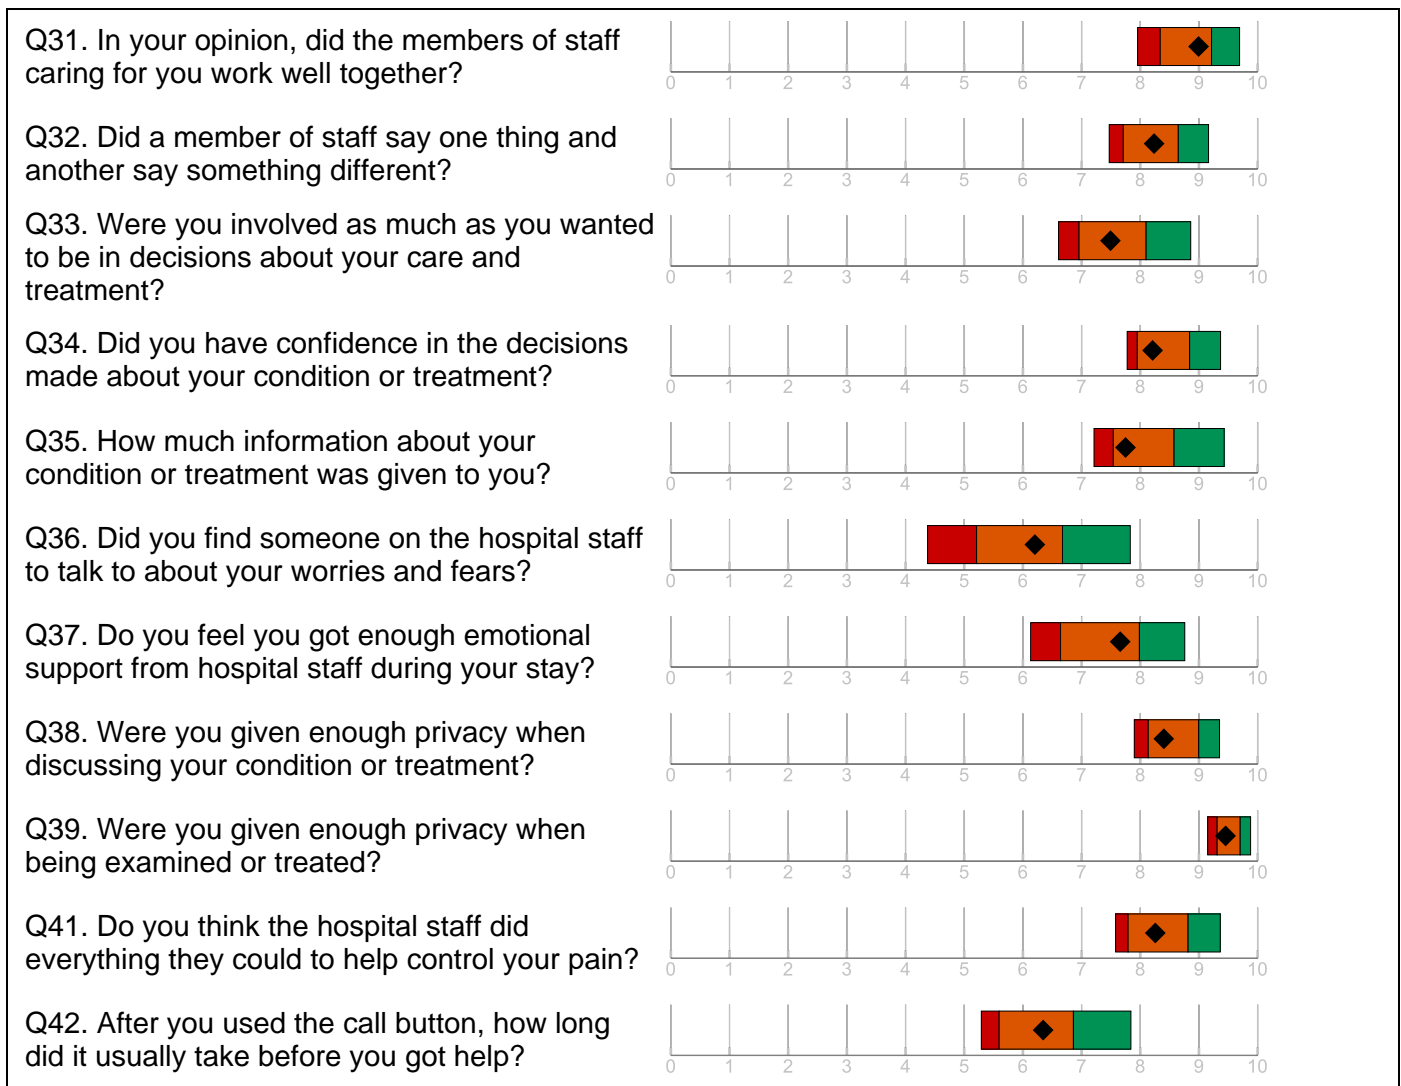 Q31. In your opinion, did the members of staff
caring for you work well together?
0 1 2 3 4 5 6 7 8 9 10
Q32. Did a member of staff say one thing and
another say something different?
0 1 2 3 4 5 6 7 8 9 10
Q33. Were you involved as much as you wanted
to be in decisions about your care and
treatment?
0 1 2 3 4 5 6 7 8 9 10
Q34. Did you have confidence in the decisions
made about your condition or treatment?
0 1 2 3 4 5 6 7 8 9 10
Q35. How much information about your
condition or treatment was given to you?
0 1 2 3 4 5 6 7 8 9 10
Q36. Did you find someone on the hospital staff
to talk to about your worries and fears?
0 1 2 3 4 5 6 7 8 9 10
Q37. Do you feel you got enough emotional
support from hospital staff during your stay?
0 1 2 3 4 5 6 7 8 9 10
Q38. Were you given enough privacy when
discussing your condition or treatment?
0 1 2 3 4 5 6 7 8 9 10
Q39. Were you given enough privacy when
being examined or treated?
0 1 2 3 4 5 6 7 8 9 10
Q41. Do you think the hospital staff did
everything they could to help control your pain?
0 1 2 3 4 5 6 7 8 9 10
Q42. After you used the call button, how long
did it usually take before you got help?
0 1 2 3 4 5 6 7 8 9 10